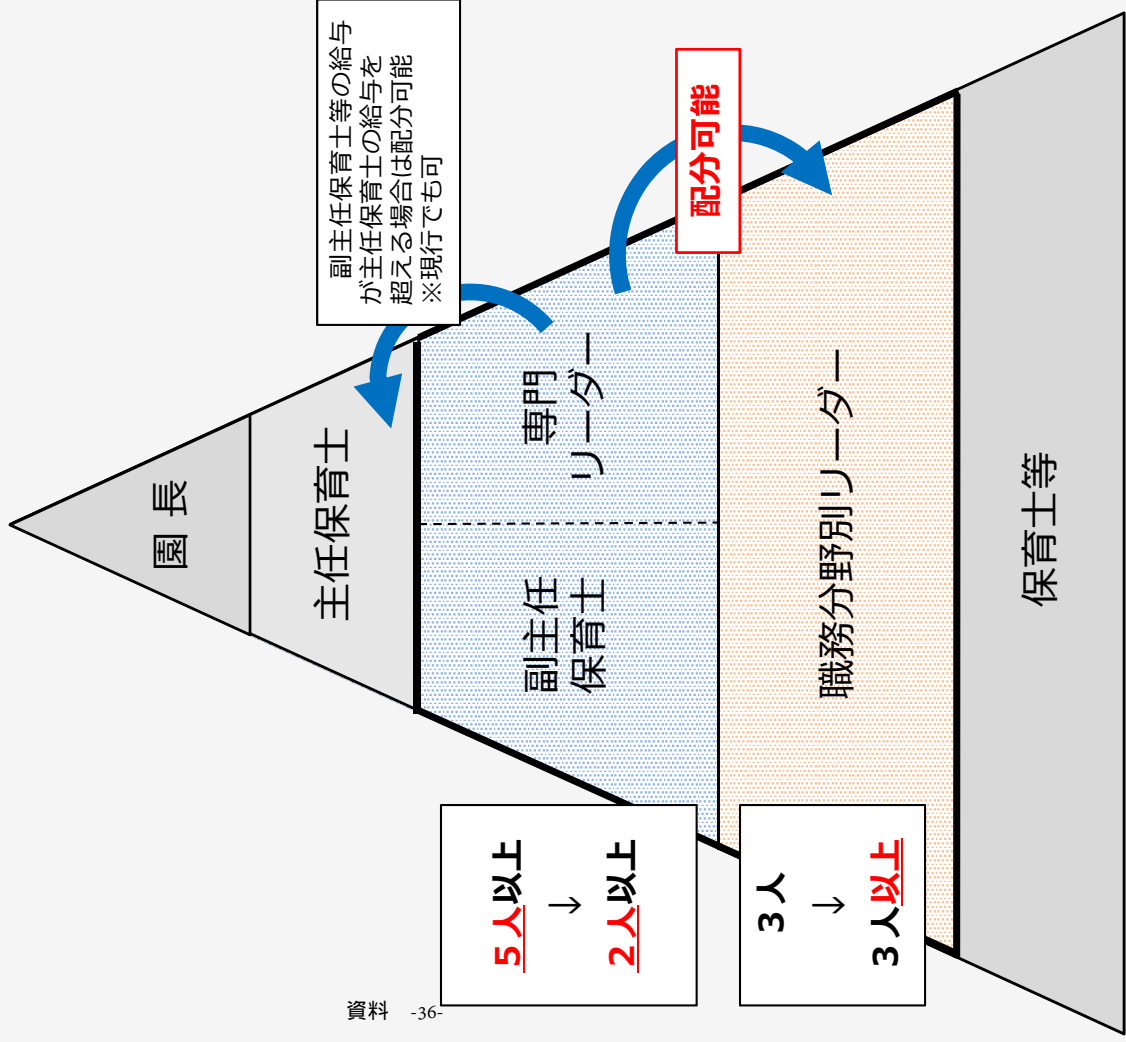 園 長
主任保育士
副主任保育士等の給与
が主任保育士の給与を
超える場合は配分可能
※現行でも可
副主任
保育士
専門
リーダー
配分可能
職務分野別リーダー
保育士等
5人以上
→
2人以上
3人
→
3人以上
資料 -36-